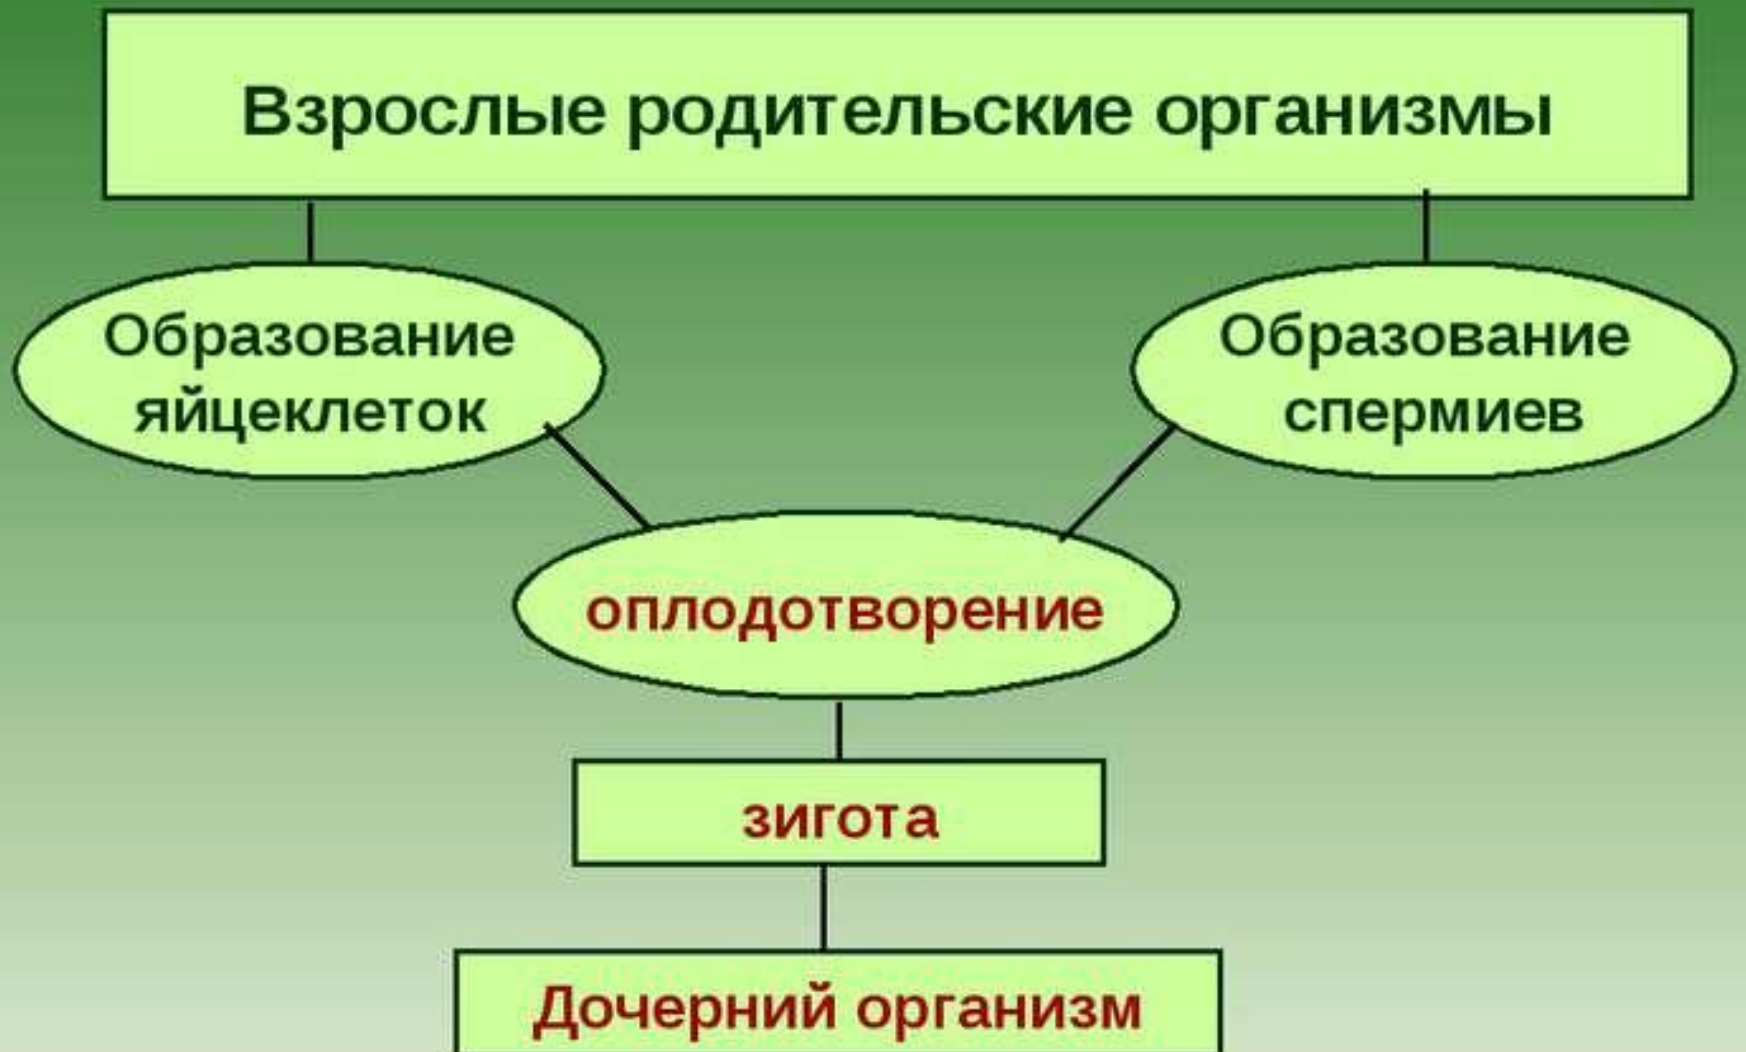 Взрослые родительские организмы
Образование
яйцеклеток
Образование
спермиев
оплодотворение
зигота
Дочерний организм